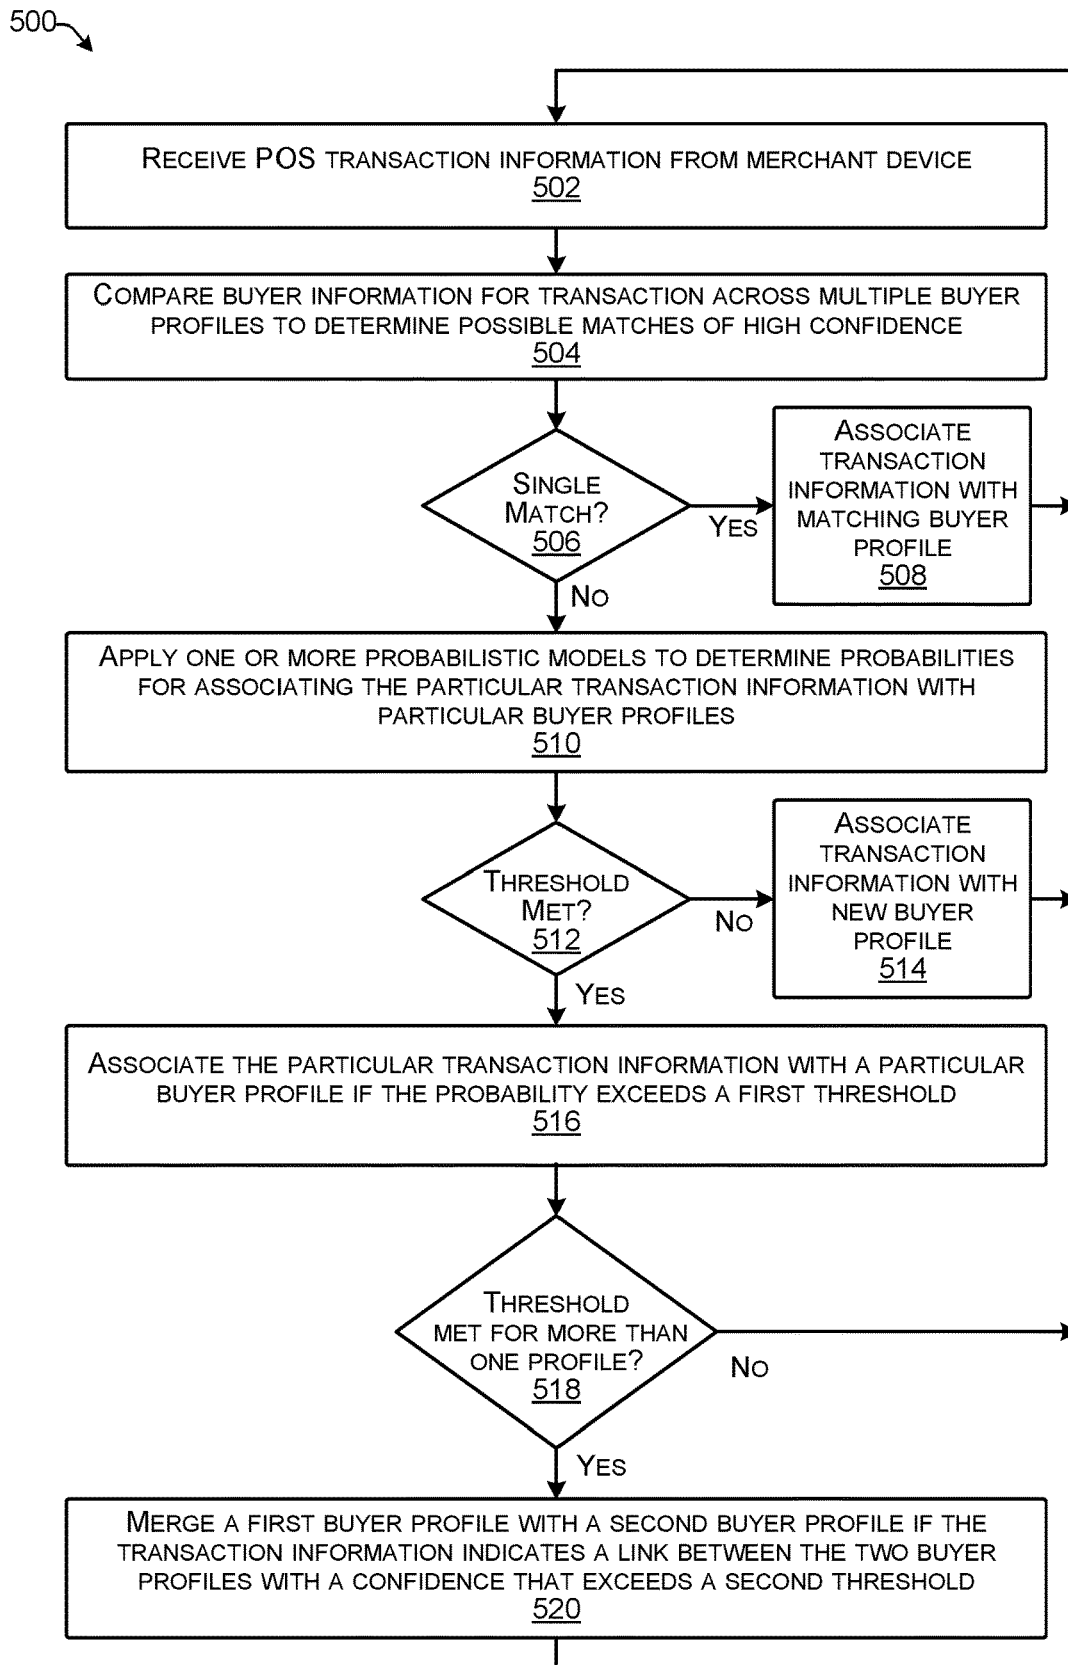 500
RECEIVE POS TRANSACTION INFORMATION FROM MERCHANT DEVICE
502
COMPARE BUYER INFORMATION FOR TRANSACTION ACROSS MULTIPLE BUYER
PROFILES TO DETERMINE POSSIBLE MATCHES OF HIGH CONFIDENCE
504
SINGLE
MATCH?
506
YES
NO
ASSOCIATE
TRANSACTION
INFORMATION WITH
MATCHING BUYER
PROFILE
508
APPLY ONE OR MORE PROBABILISTIC MODELS TO DETERMINE PROBABILITIES
FOR ASSOCIATING THE PARTICULAR TRANSACTION INFORMATION WITH
PARTICULAR BUYER PROFILES
510
THRESHOLD
MET?
512
NO
YES
ASSOCIATE
TRANSACTION
INFORMATION WITH
NEW BUYER
PROFILE
514
ASSOCIATE THE PARTICULAR TRANSACTION INFORMATION WITH A PARTICULAR
BUYER PROFILE IF THE PROBABILITY EXCEEDS A FIRST THRESHOLD
516
THRESHOLD
MET FOR MORE THAN
ONE PROFILE?
518
NO
YES
MERGE A FIRST BUYER PROFILE WITH A SECOND BUYER PROFILE IF THE
TRANSACTION INFORMATION INDICATES A LINK BETWEEN THE TWO BUYER
PROFILES WITH A CONFIDENCE THAT EXCEEDS A SECOND THRESHOLD
520